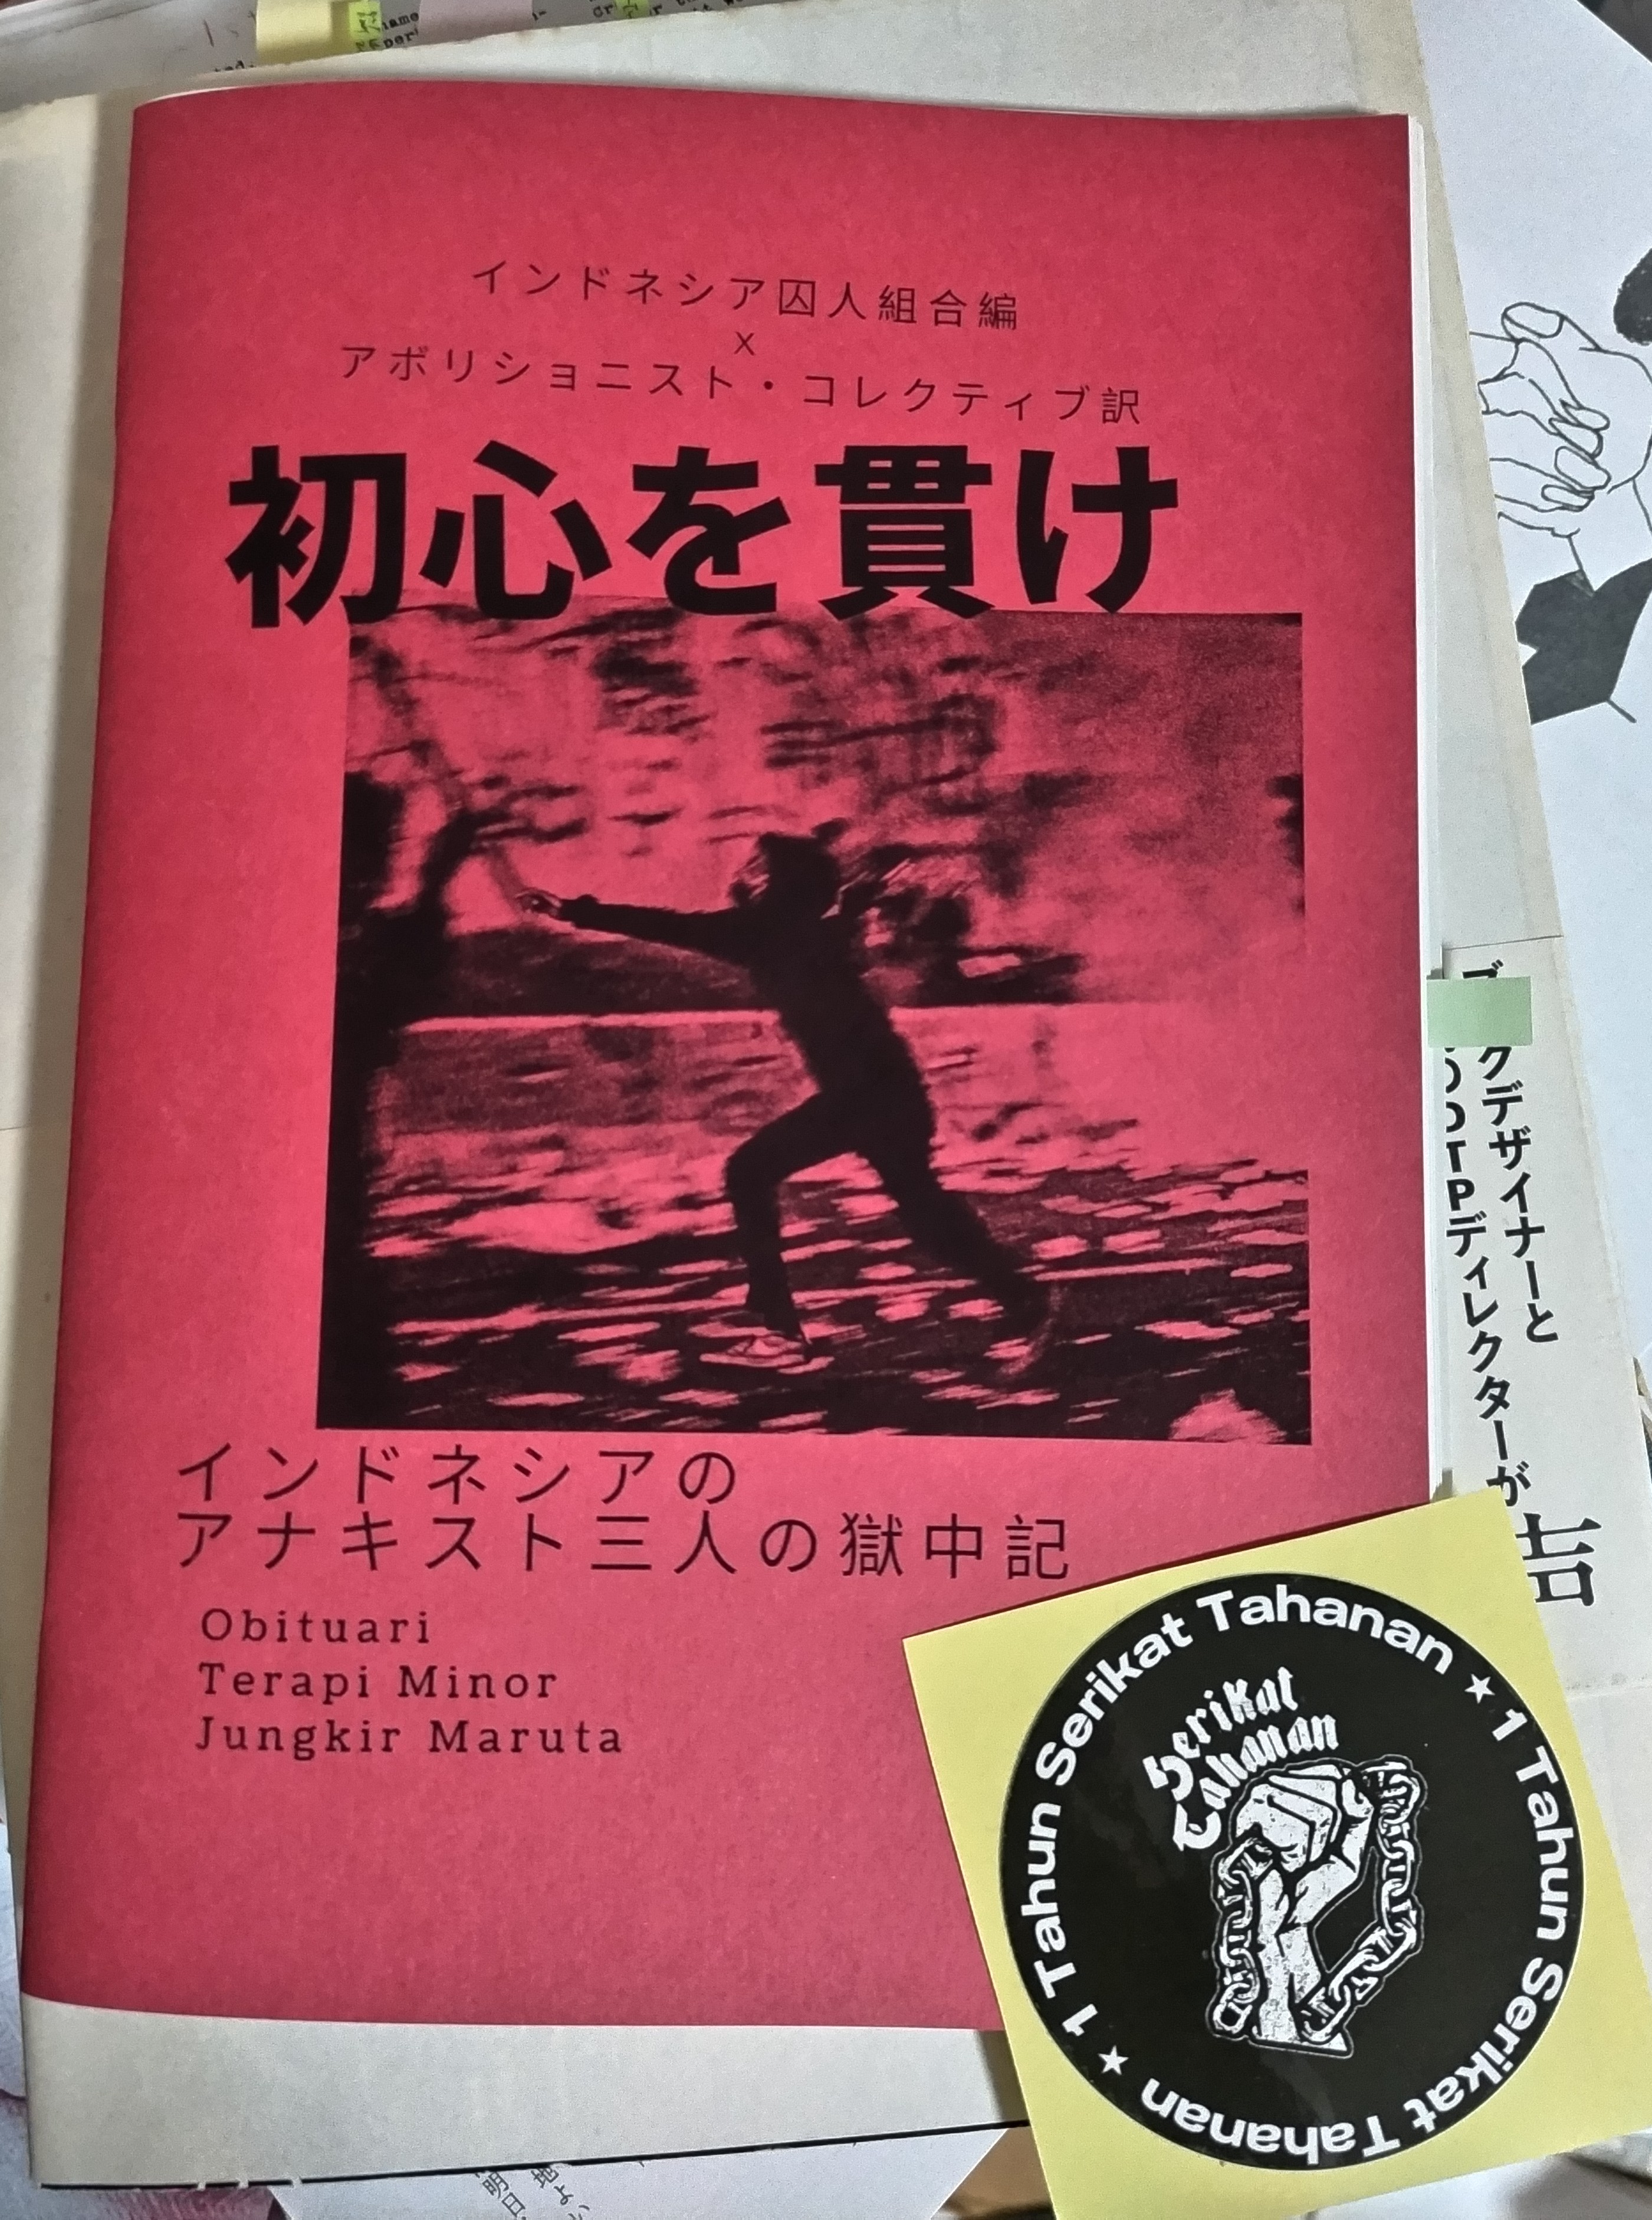 インドネシア囚人組合編
x
アボリショニスト・コレクティブ訳
初心を貫け
インドネシアの
アナキスト三人の獄中記
Obituari
Terapi Minor
Jungkir Maruta
1 Tahun Serikat Tahanan ★ 1 Tahun Serikat Tahanan ★
Serikat
Tahanan
クデザイナーと
DTPディレクターが